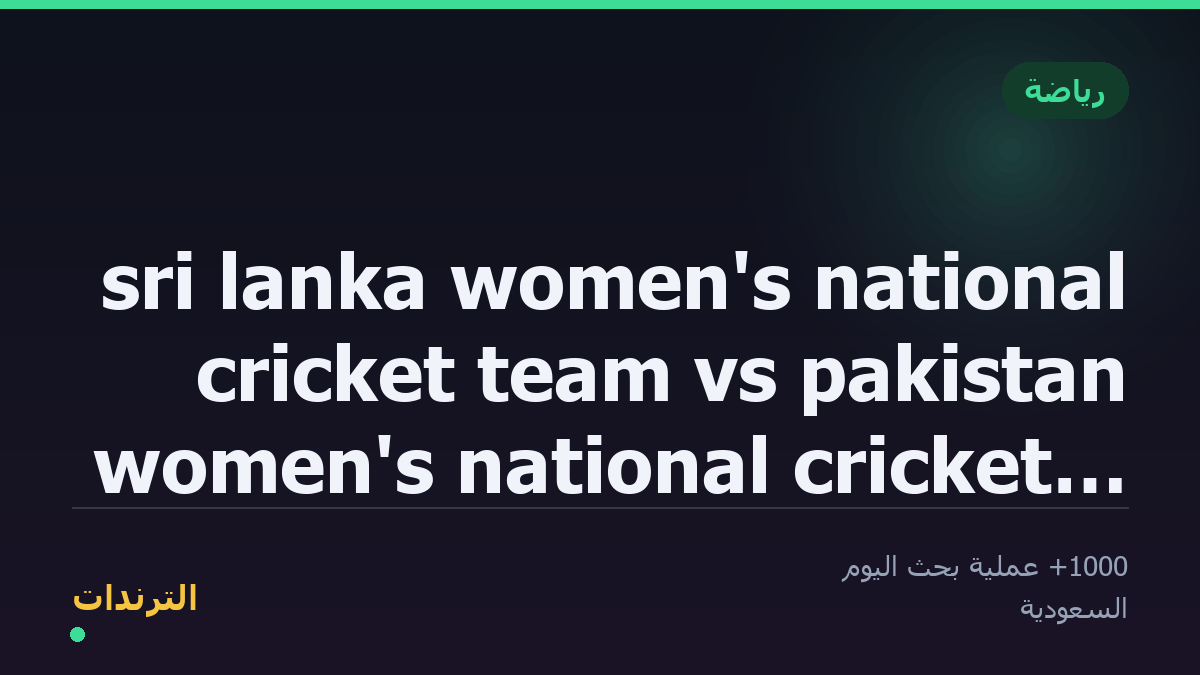 رياضة
sri lanka women's national
cricket team vs pakistan
women's national cricket...
1000+ عملية بحث اليوم
السعودية
الترندات